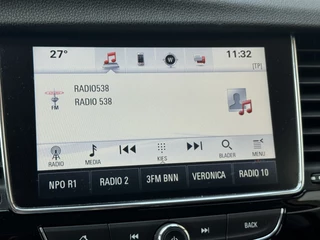 27°
11:32
[TP]
RADIO538
FM
RADIO 538
RADIO
MEDIA
KIES
BLADER
MENU
NPO R1
RADIO 2
3FM BNN
VERONICA
RADIO 10
BACK